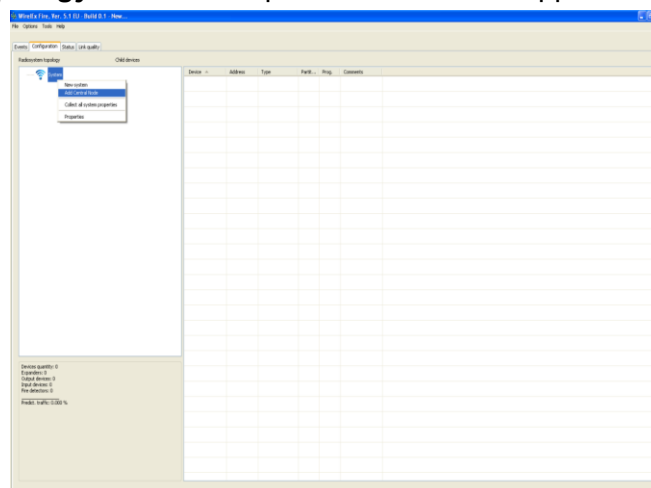 WireEx Fire, Ver. 5.1 EU - Build 0.1 - New...
File Options Tools Help
Events Configuration Status Link quality
Radiosystem topology Child devices
System
Device Address Type Partit... Prog. Comments
New system
Add Central Node
Collect all system properties
Properties
Devices quantity: 0
Expanders: 0
Output devices: 0
Input devices: 0
Fire detectors: 0
Predict. traffic: 0.000 %